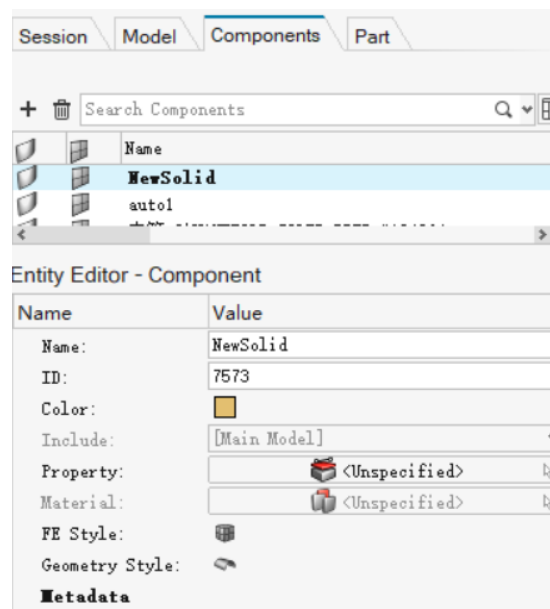 Session Model Components Part
Search Components
Name
NewSolid
auto1
Entity Editor - Component
Name Value
Name: NewSolid
ID: 7573
Color:
Include: [Main Model]
Property: <Unspecified>
Material: <Unspecified>
FE Style:
Geometry Style:
Metadata